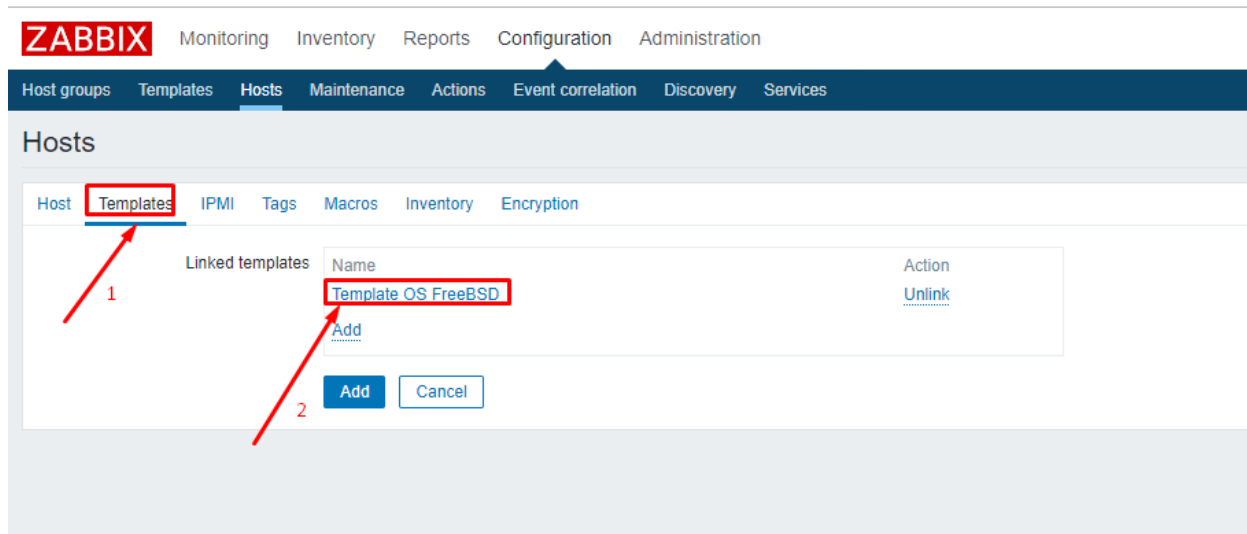 ZABBIX Monitoring Inventory Reports Configuration Administration
Host groups Templates Hosts Maintenance Actions Event correlation Discovery Services
Hosts
Host Templates IPMI Tags Macros Inventory Encryption
Linked templates Name Action
1 Template OS FreeBSD Unlink
Add
Add Cancel
2